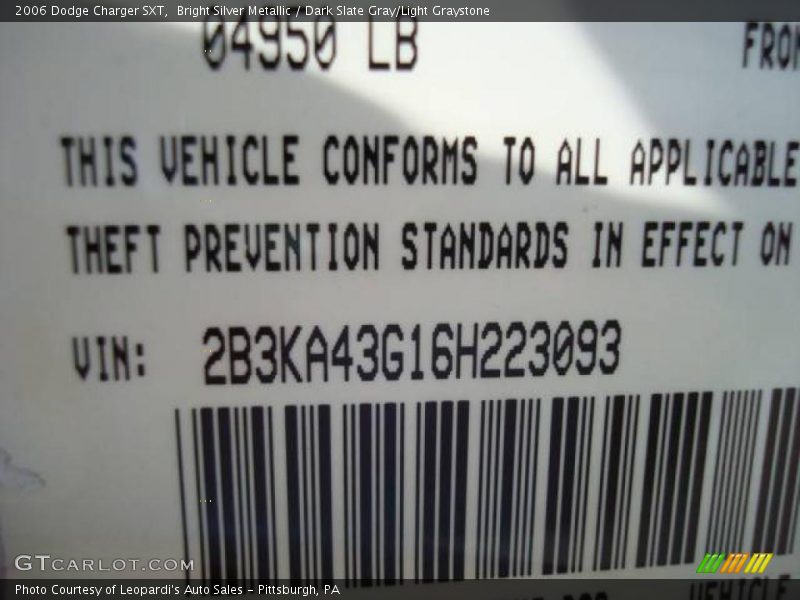 2006 Dodge Charger SXT, Bright Silver Metallic / Dark Slate Gray/Light Graystone
04950 LB FROM
THIS VEHICLE CONFORMS TO ALL APPLICABLE
THEFT PREVENTION STANDARDS IN EFFECT ON
VIN: 2B3KA43G16H223093
GTCARLOT.COM
VEHICLE
Photo Courtesy of Leopardi's Auto Sales - Pittsburgh, PA